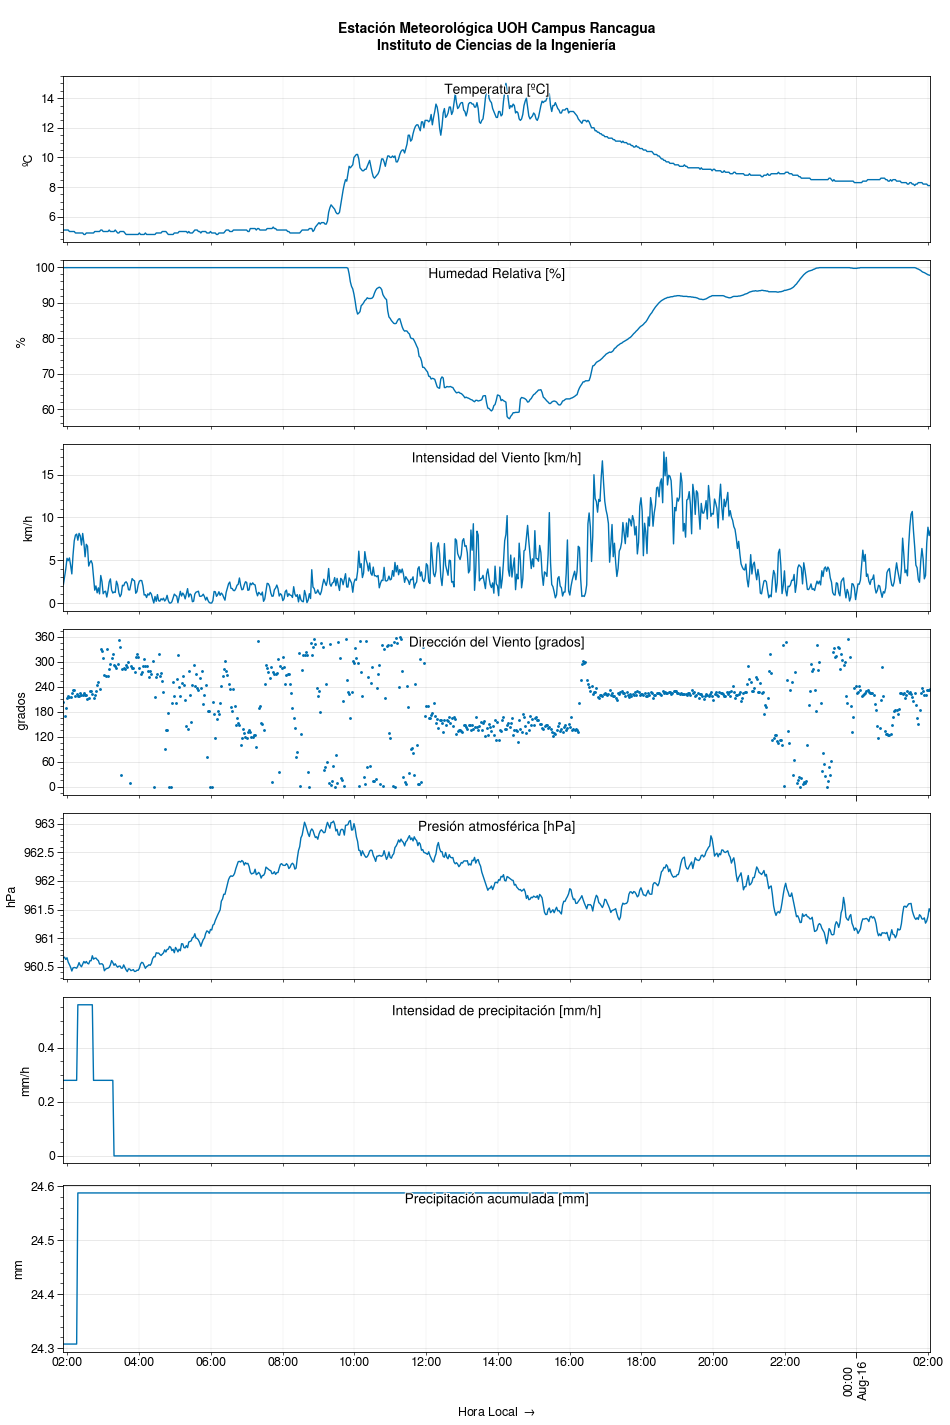 Estación Meteorológica UOH Campus Rancagua
Instituto de Ciencias de la Ingeniería
Temperatura [ºC]
ºC
14
12
10
8
6
Humedad Relativa [%]
%
100
90
80
70
60
Intensidad del Viento [km/h]
km/h
15
10
5
0
Dirección del Viento [grados]
grados
360
300
240
180
120
60
0
Presión atmosférica [hPa]
hPa
963
962.5
962
961.5
961
960.5
Intensidad de precipitación [mm/h]
mm/h
0.4
0.2
0
Precipitación acumulada [mm]
mm
24.6
24.5
24.4
24.3
02:00 04:00 06:00 08:00 10:00 12:00 14:00 16:00 18:00 20:00 22:00 00:00 02:00
Aug-16
Hora Local →